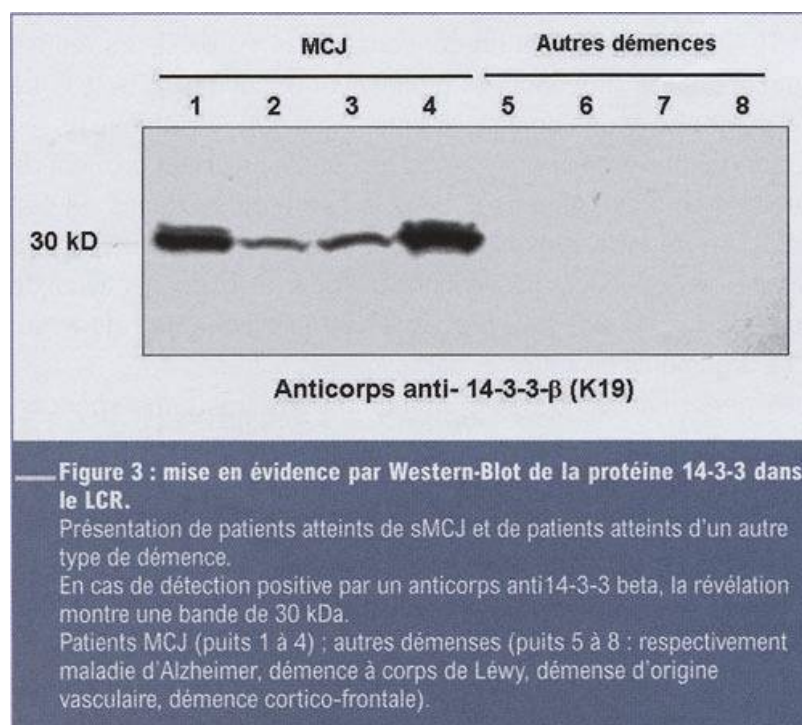 MCJ Autres démences
1 2 3 4 5 6 7 8
30 kD
Anticorps anti- 14-3-3-β (K19)
Figure 3 : mise en évidence par Western-Blot de la protéine 14-3-3 dans
le LCR.
Présentation de patients atteints de sMCJ et de patients atteints d'un autre
type de démence.
En cas de détection positive par un anticorps anti14-3-3 beta, la révélation
montre une bande de 30 kDa.
Patients MCJ (puits 1 à 4) ; autres démenses (puits 5 à 8 : respectivement
maladie d'Alzheimer, démence à corps de Léwy, démense d'origine
vasculaire, démence cortico-frontale).